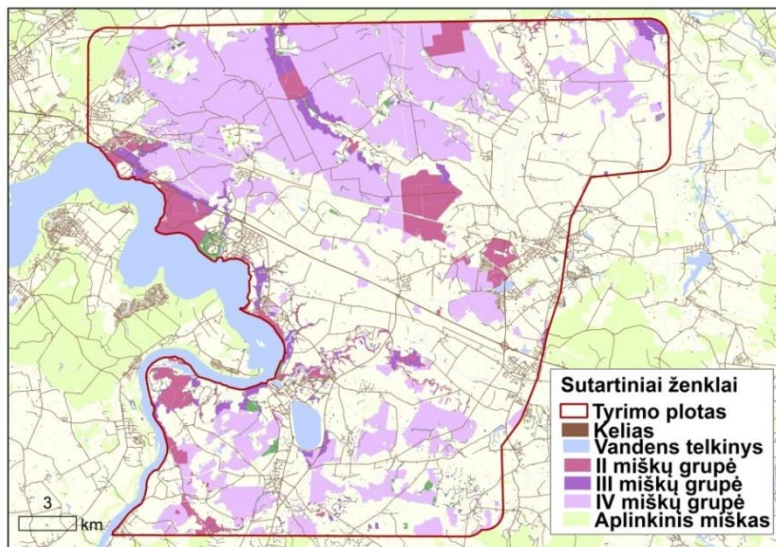 Sutartiniai ženklai
Tyrimo plotas
Kelias
Vandens telkinys
II miškų grupė
III miškų grupė
IV miškų grupė
Aplinkinis miškas
3
km